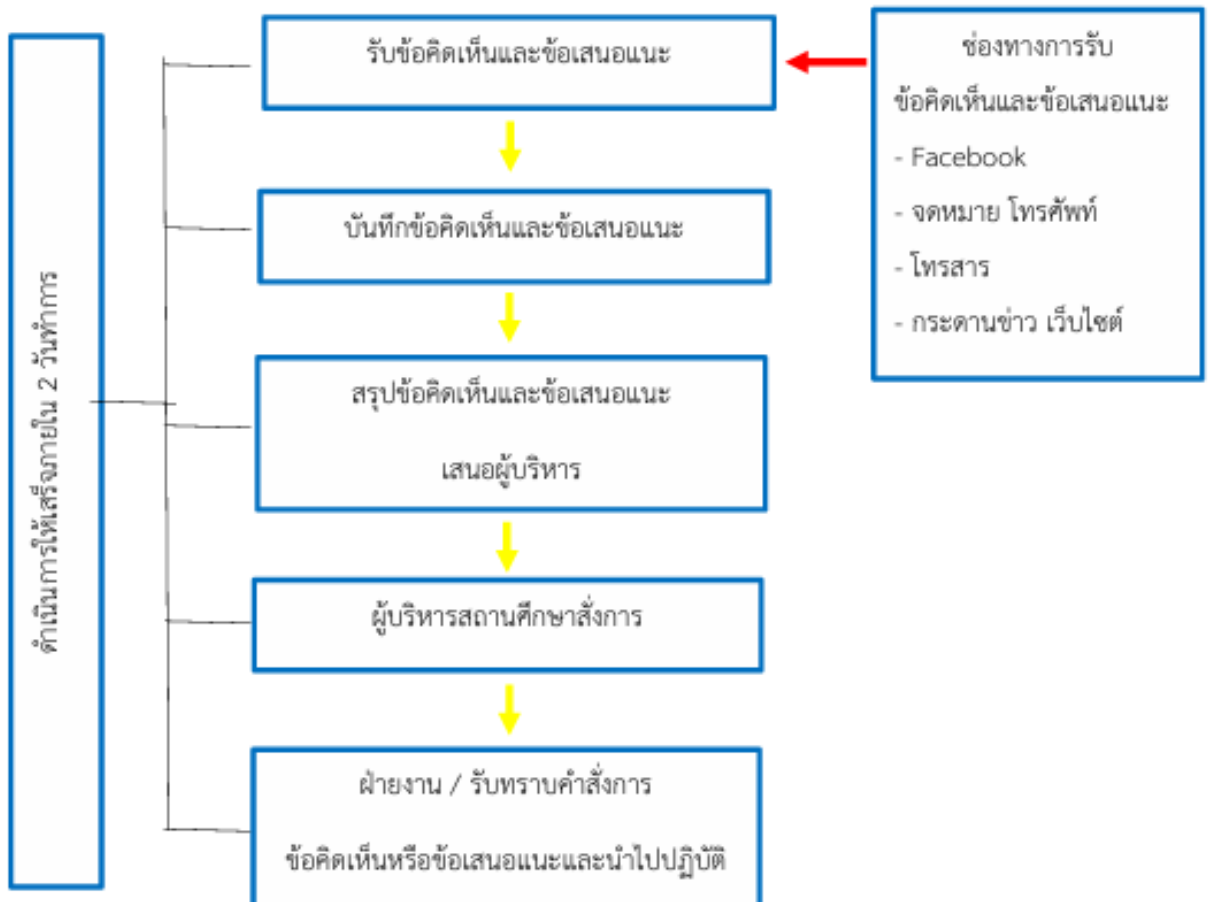 ดำเนินการให้เสร็จภายใน 2 วันทำการ
รับข้อคิดเห็นและข้อเสนอแนะ
บันทึกข้อคิดเห็นและข้อเสนอแนะ
สรุปข้อคิดเห็นและข้อเสนอแนะ
เสนอผู้บริหาร
ผู้บริหารสถานศึกษาสั่งการ
ฝ่ายงาน / รับทราบคำสั่งการ
ข้อคิดเห็นหรือข้อเสนอแนะและนำไปปฏิบัติ
ช่องทางการรับ
ข้อคิดเห็นและข้อเสนอแนะ
- Facebook
- จดหมาย โทรศัพท์
- โทรสาร
- กระดานข่าว เว็บไซต์